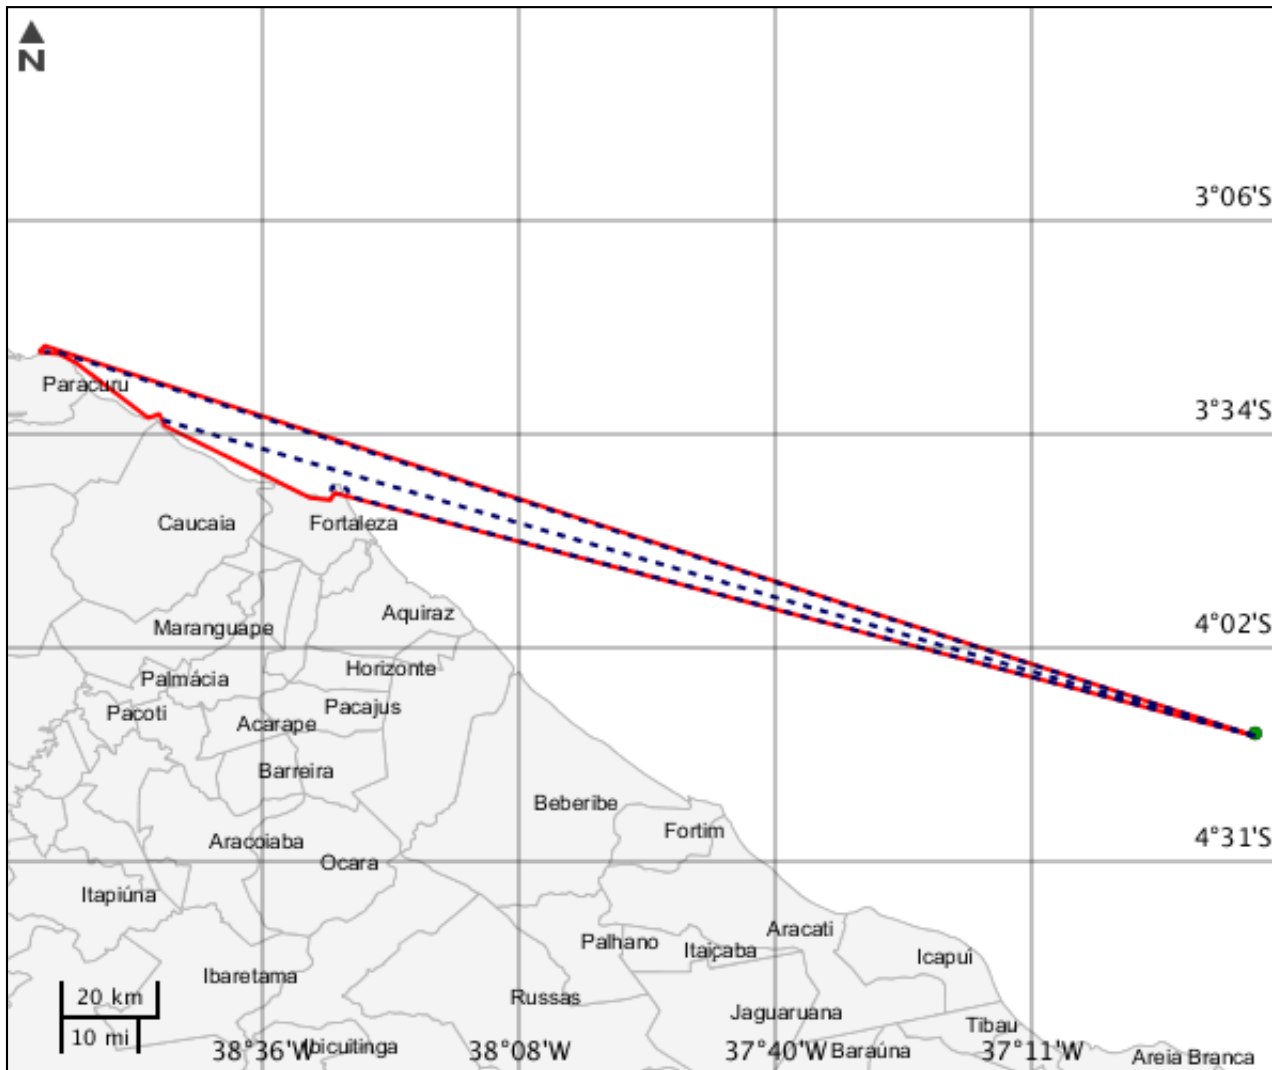 N
3°06'S
Paracuru
3°34'S
Caucaia
Fortaleza
Aquiraz
4°02'S
Maranguape
Horizonte
Palmácia
Pacajus
Pacoti
Acarape
Barreira
Beberibe
Fortim
4°31'S
Aracoiaba
Ocara
Itapiúna
Aracati
Palhano
Itaiçaba
Icapuí
Ibaretama
20 km
Russas
Jaguaruana
Tibau
10 mi
38°36'W
Ibicuitinga
38°08'W
37°40'W
Baraúna
37°11'W
Areia Branca